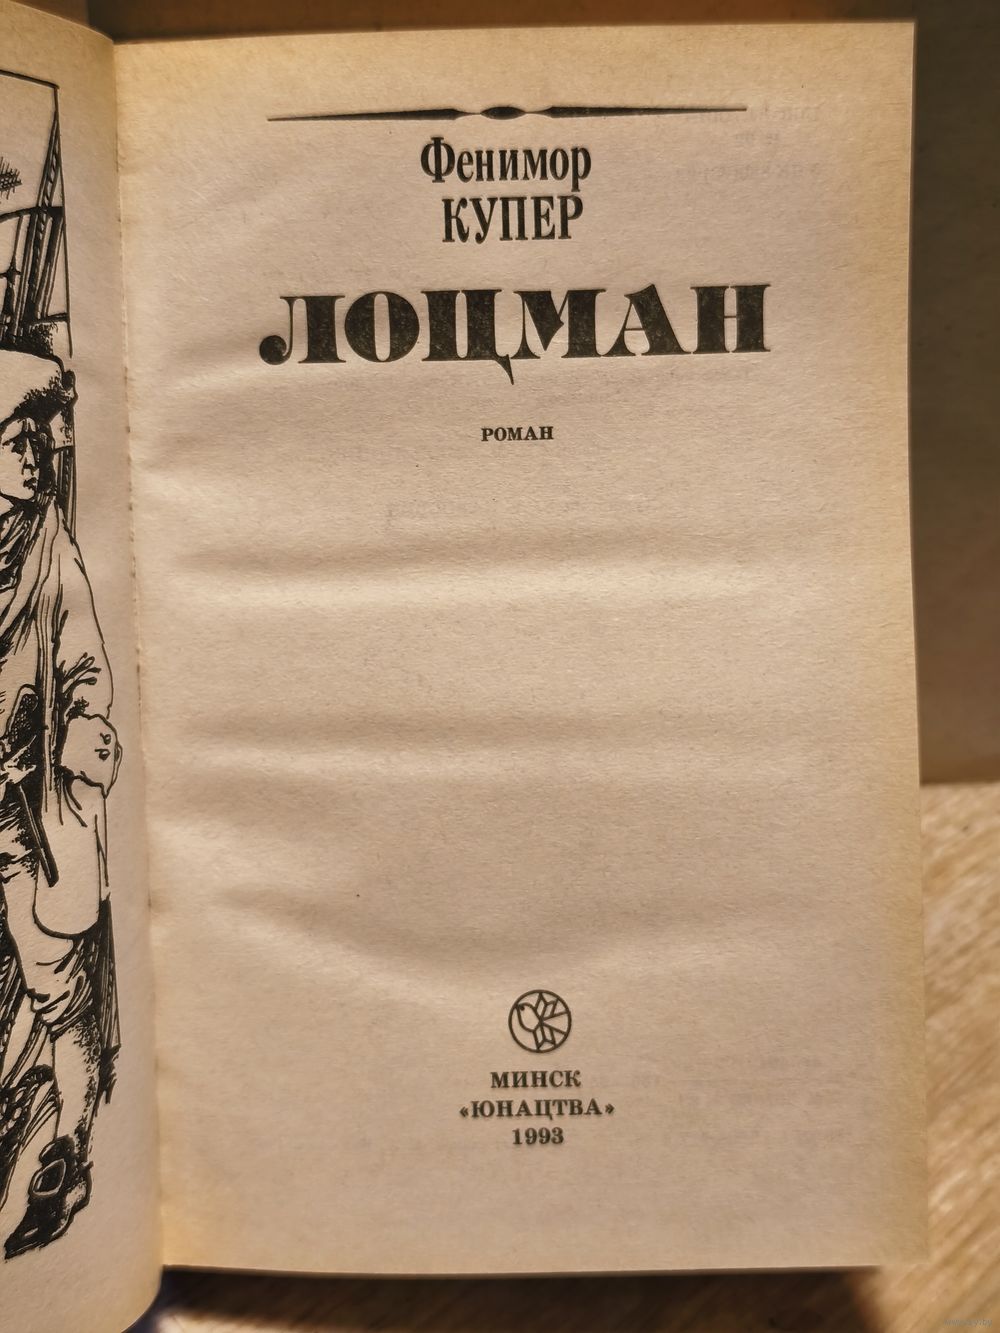 Фенимор
КУПЕР
ЛОЦМАН
РОМАН
МИНСК
«ЮНАЦТВА»
1993